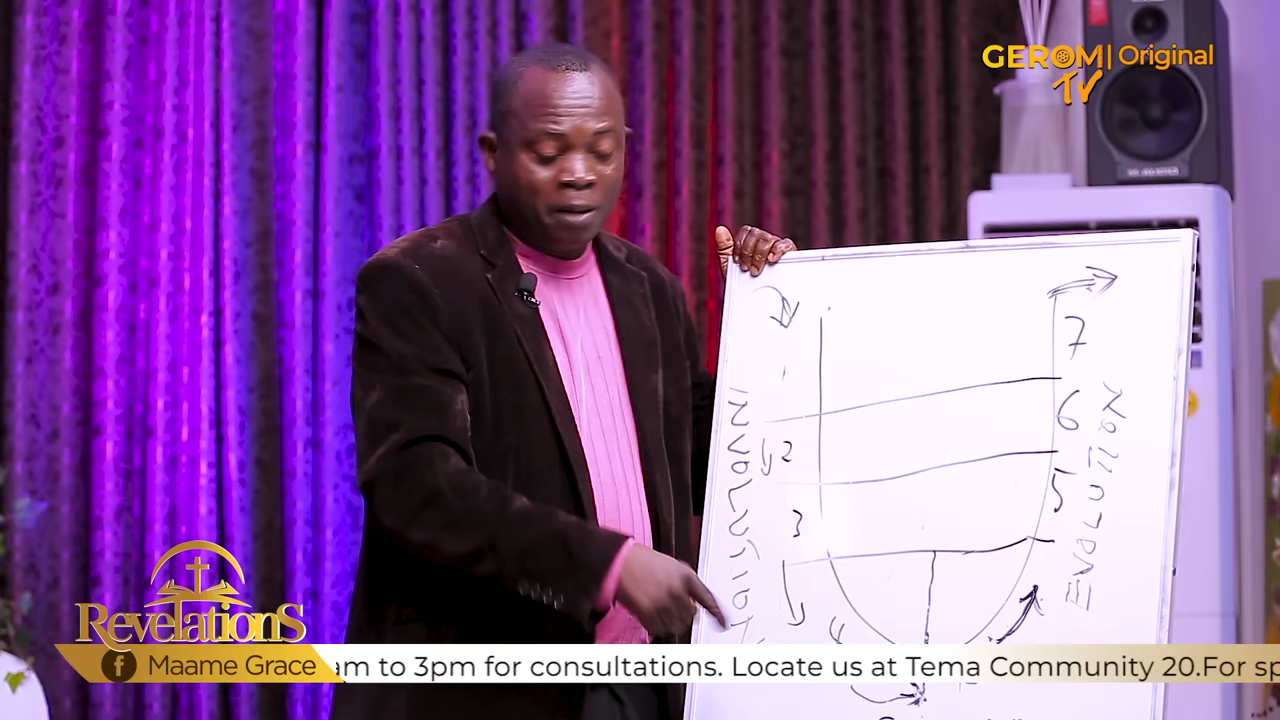 GEROM| Original
TV
M-AUDIO
7
INVOLUTION
6
2
5
3
EVOLUTION
4
RevelationS
f Maame Grace
am to 3pm for consultations. Locate us at Tema Community 20.For sp